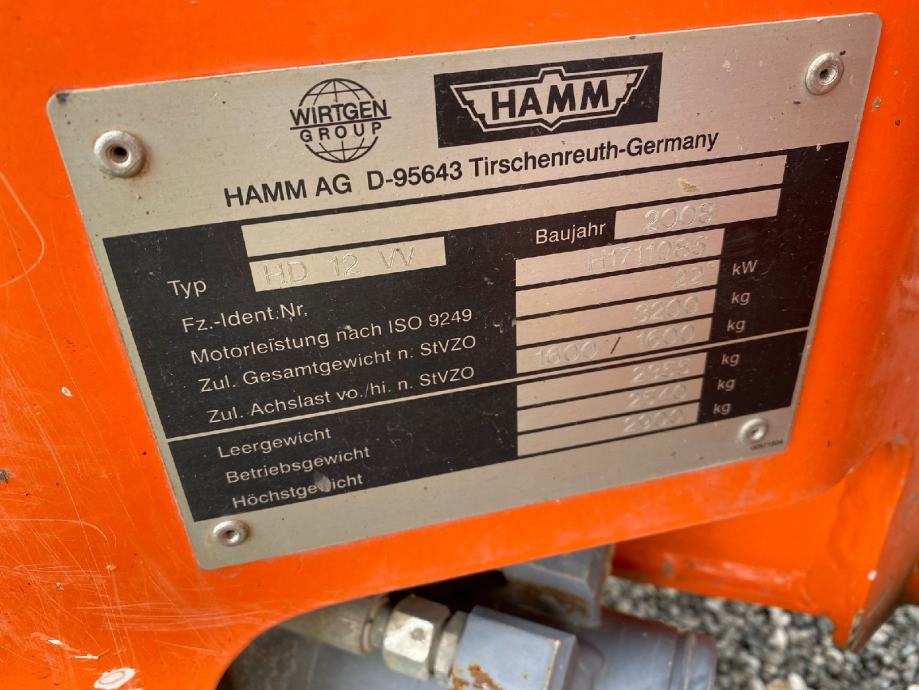 WIRTGEN GROUP
HAMM
HAMM AG D-95643 Tirschenreuth-Germany
Baujahr 2008
Typ HD 12 VV
Fz.-Ident.Nr. H1711085
Motorleistung nach ISO 9249 22 kW
Zul. Gesamtgewicht n. StVZO 3200 kg
Zul. Achslast vo./hi. n. StVZO 1600 / 1600 kg
Leergewicht 2355 kg
Betriebsgewicht 2540 kg
Höchstgewicht 2900 kg